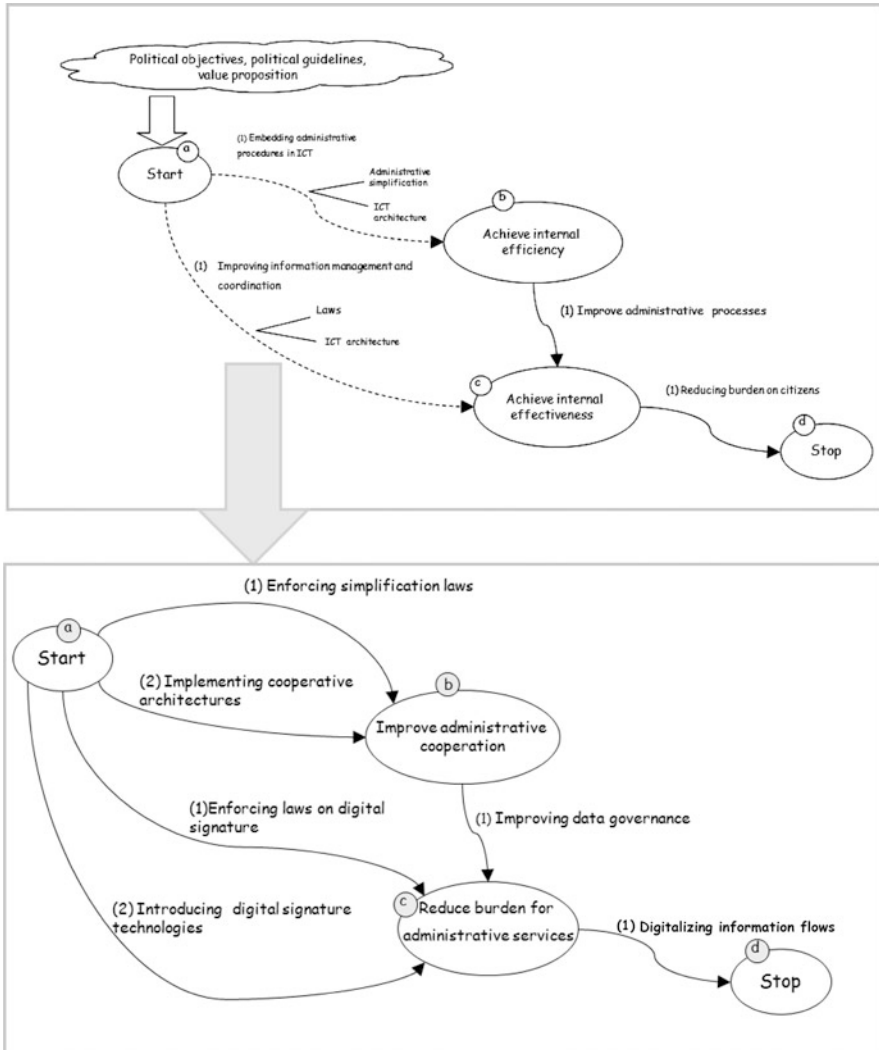 Political objectives, political guidelines,
value proposition
a
Start
(1) Embedding administrative
procedures in ICT
Administrative
simplification
ICT
architecture
b
Achieve internal
efficiency
(1) Improving information management and
coordination
Laws
ICT architecture
(1) Improve administrative processes
c
Achieve internal
effectiveness
(1) Reducing burden on citizens
d
Stop
(1) Enforcing simplification laws
a
Start
(2) Implementing cooperative
architectures
b
Improve administrative
cooperation
(1)Enforcing laws on digital
signature
(1) Improving data governance
(2) Introducing digital signature
technologies
c
Reduce burden for
administrative services
(1) Digitalizing information flows
d
Stop